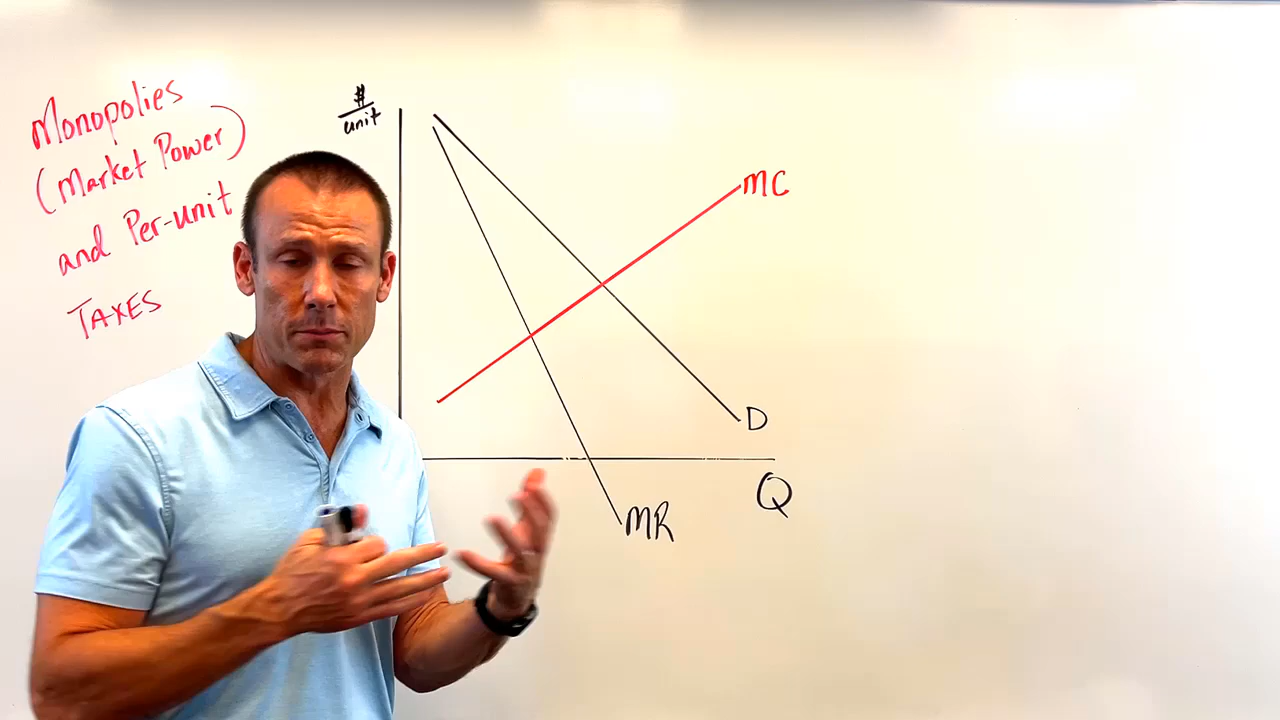 Monopolies
(Market Power)
and Per-unit
TAXES
$
unit
MC
D
Q
MR